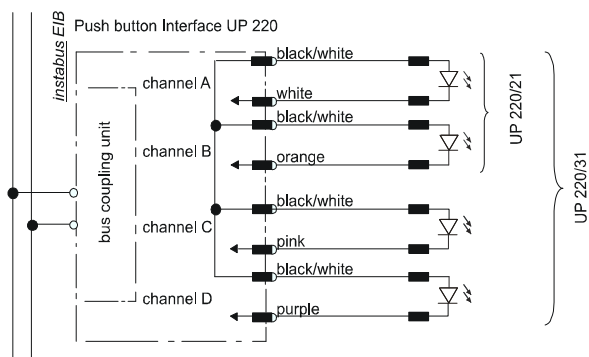 Push button Interface UP 220
instabus EIB
bus coupling unit
channel A
black/white
white
channel B
black/white
orange
channel C
black/white
pink
channel D
black/white
purple
UP 220/21
UP 220/31